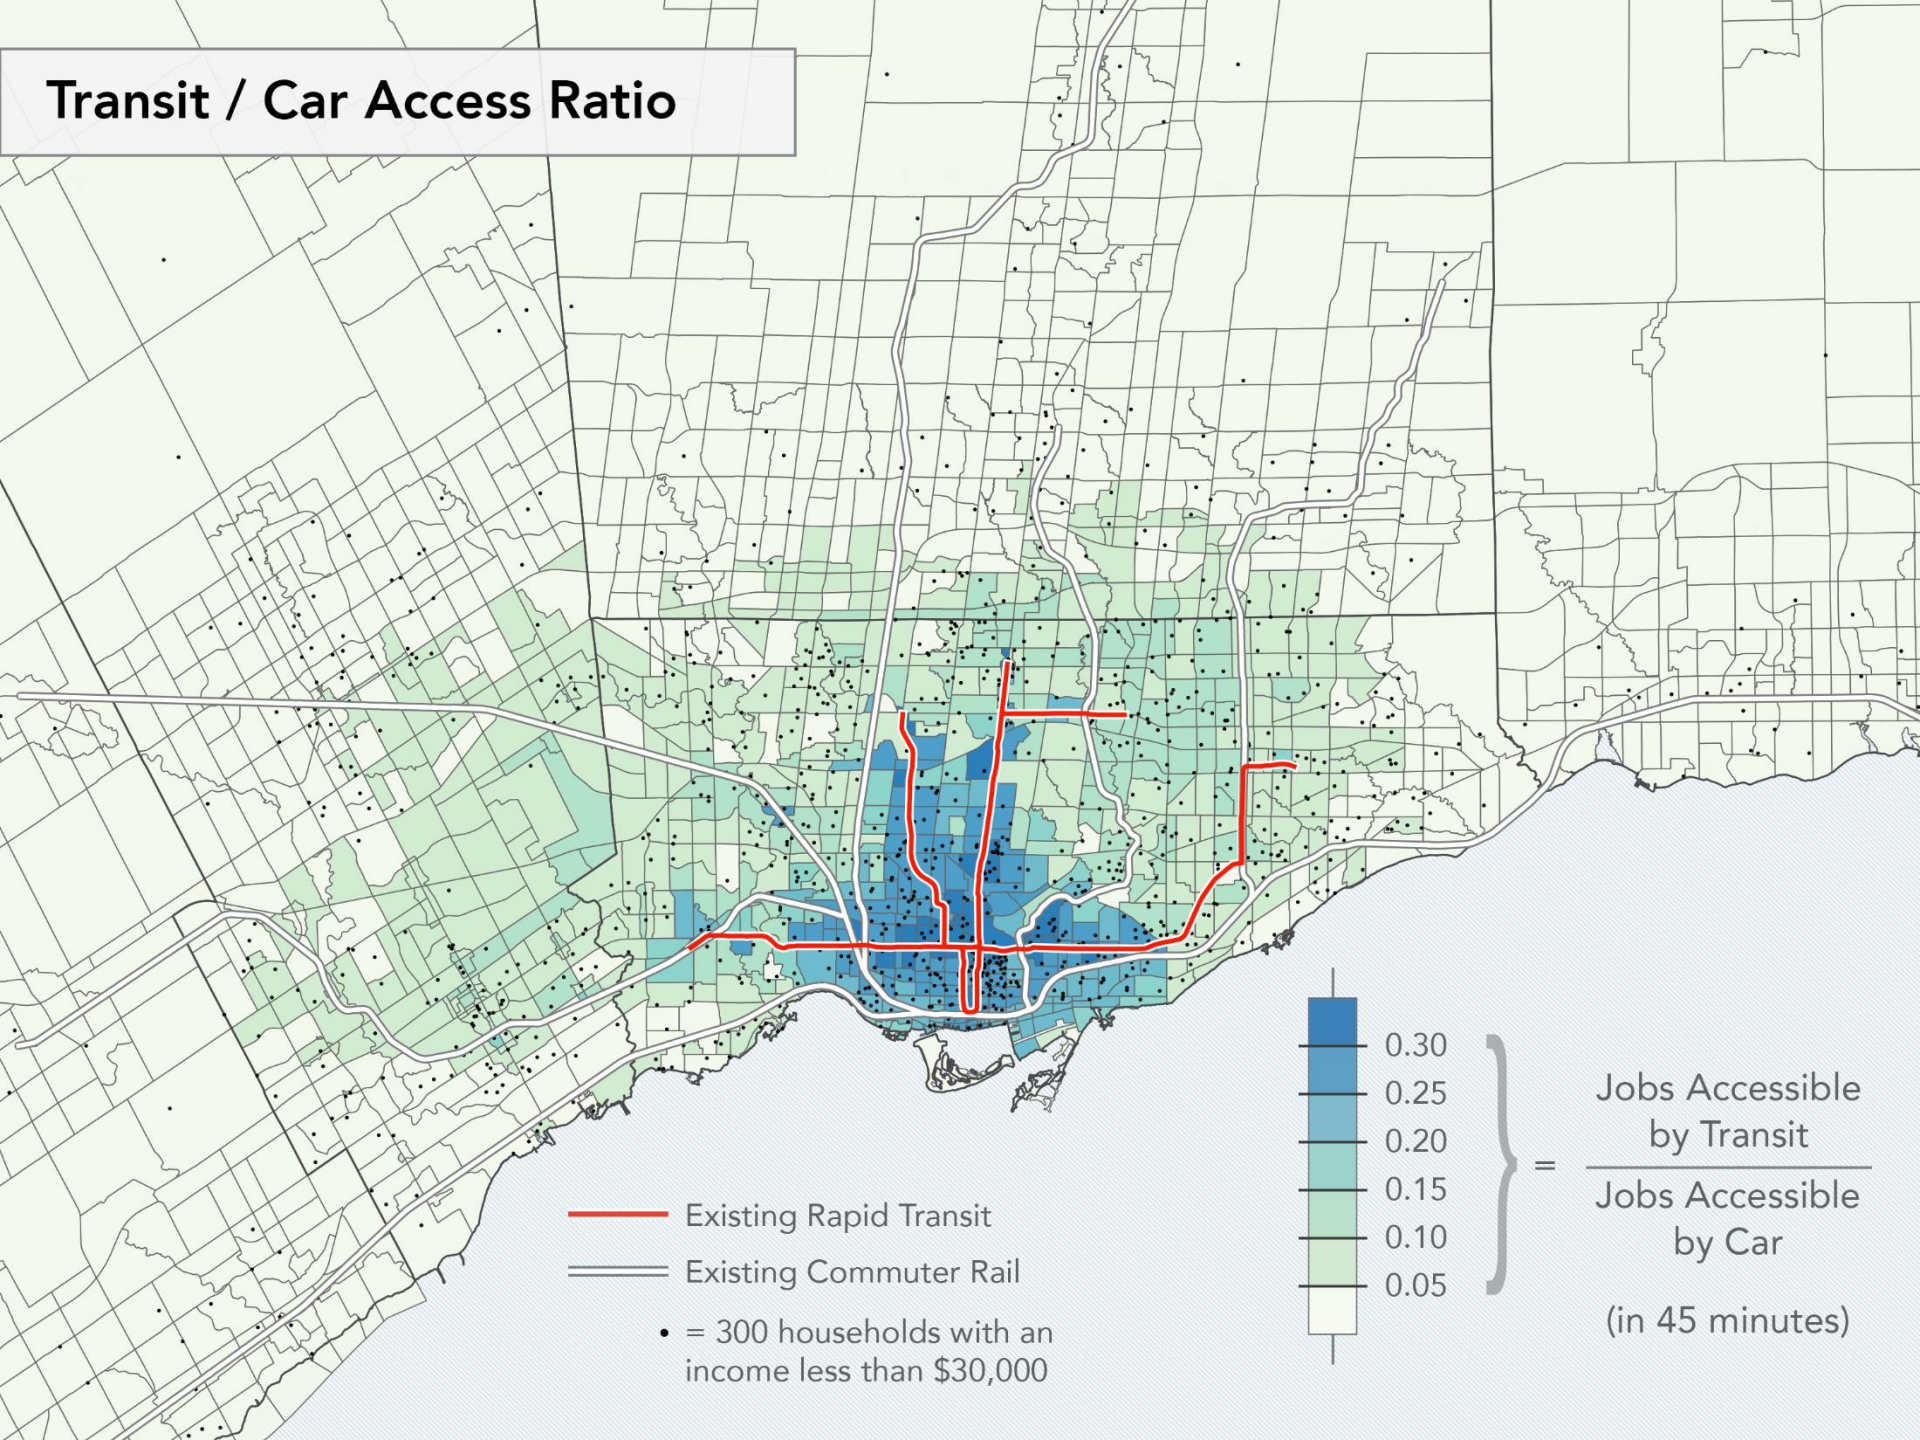 Transit / Car Access Ratio
0.30
0.25
0.20
0.15
0.10
0.05
=
Jobs Accessible
by Transit
Jobs Accessible
by Car
(in 45 minutes)
Existing Rapid Transit
Existing Commuter Rail
• = 300 households with an
income less than $30,000